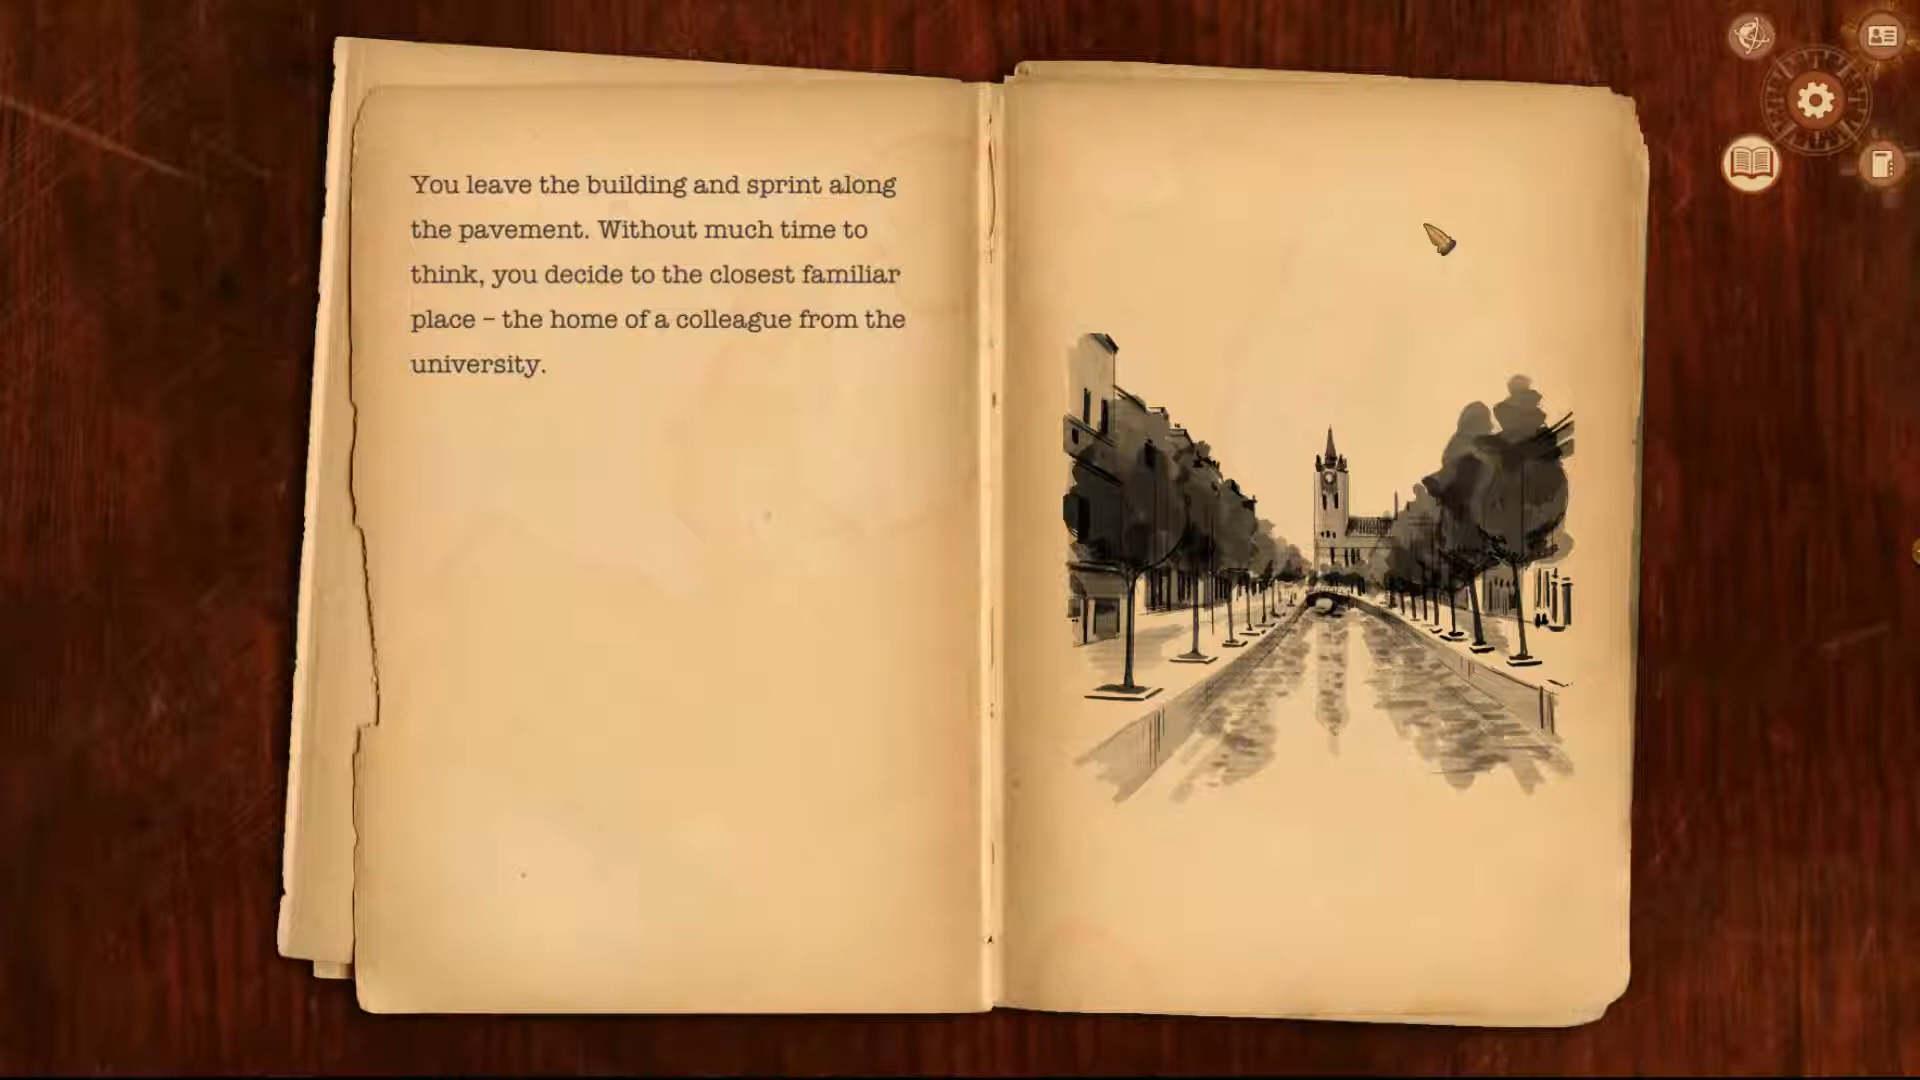 You leave the building and sprint along
the pavement. Without much time to
think, you decide to the closest familiar
place – the home of a colleague from the
university.